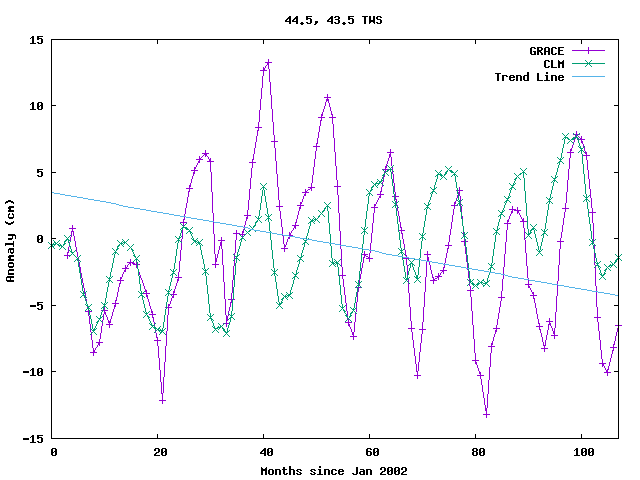 44.5, 43.5 TWS
GRACE
CLM
Trend Line
Anomaly (cm)
15
10
5
0
-5
-10
-15
0 20 40 60 80 100
Months since Jan 2002